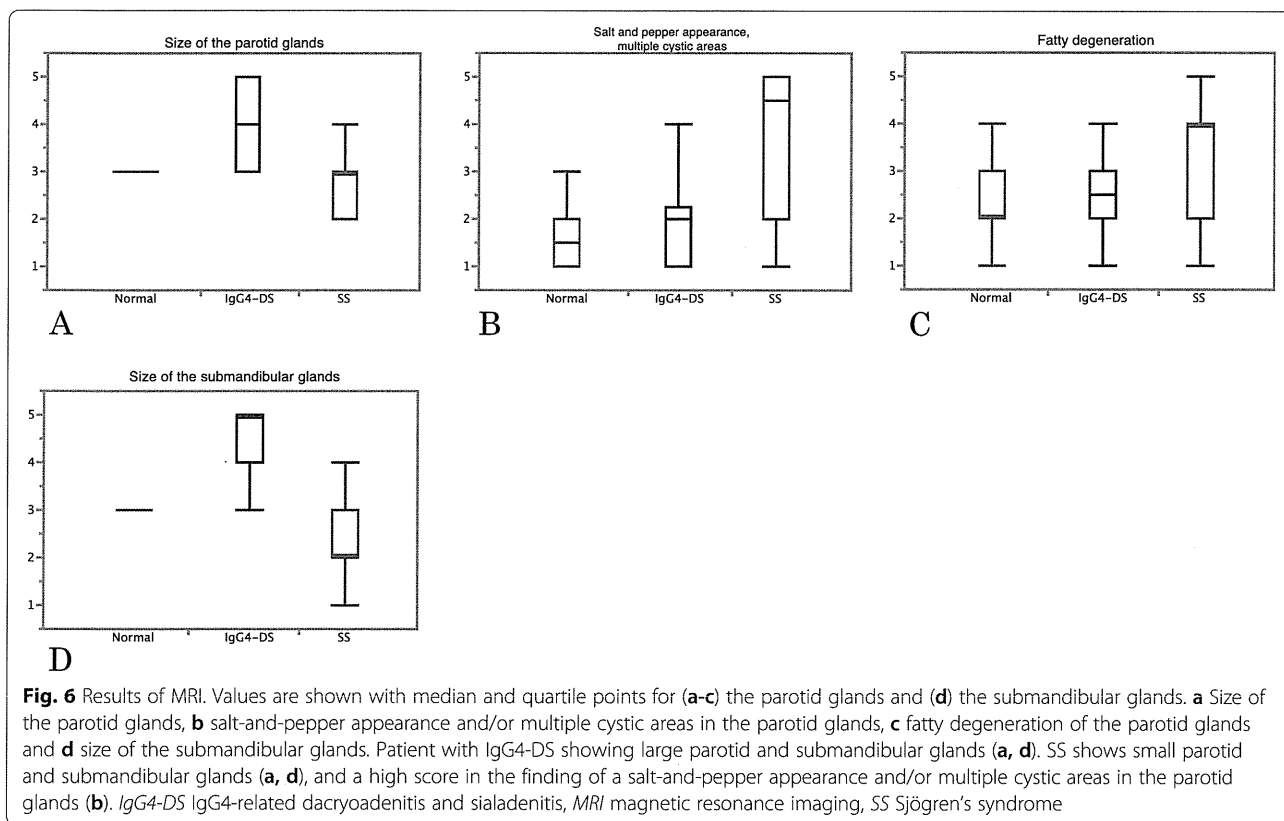 Size of the parotid glands
5
4
3
2
1
Normal
IgG4-DS
SS
A
Salt and pepper appearance,
multiple cystic areas
5
4
3
2
1
Normal
IgG4-DS
SS
B
Fatty degeneration
5
4
3
2
1
Normal
IgG4-DS
SS
C
Size of the submandibular glands
5
4
3
2
1
Normal
IgG4-DS
SS
D
Fig. 6 Results of MRI. Values are shown with median and quartile points for (a-c) the parotid glands and (d) the submandibular glands. a Size of
the parotid glands, b salt-and-pepper appearance and/or multiple cystic areas in the parotid glands, c fatty degeneration of the parotid glands
and d size of the submandibular glands. Patient with IgG4-DS showing large parotid and submandibular glands (a, d). SS shows small parotid
and submandibular glands (a, d), and a high score in the finding of a salt-and-pepper appearance and/or multiple cystic areas in the parotid
glands (b). IgG4-DS IgG4-related dacryoadenitis and sialadenitis, MRI magnetic resonance imaging, SS Sjögren's syndrome